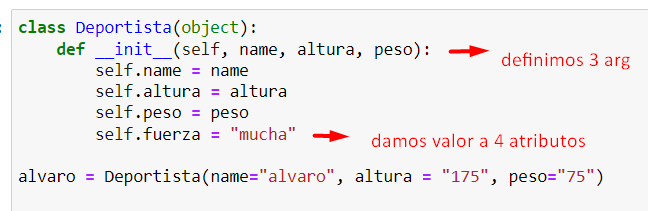 class Deportista(object):
def __init__(self, name, altura, peso):
definimos 3 arg
self.name = name
self.altura = altura
self.peso = peso
self.fuerza = "mucha"
damos valor a 4 atributos
alvaro = Deportista(name="alvaro", altura = "175", peso="75")